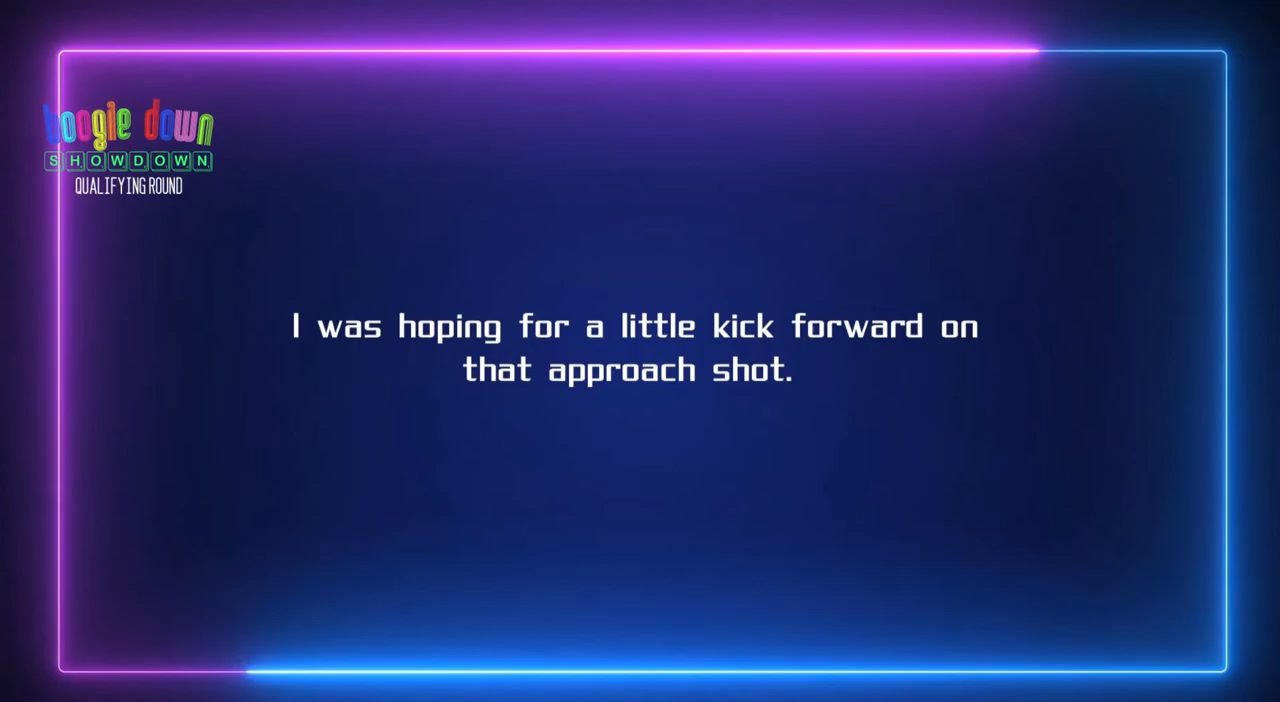 boogie down
SHOWDOWN
QUALIFYING ROUND
I was hoping for a little kick forward on
that approach shot.